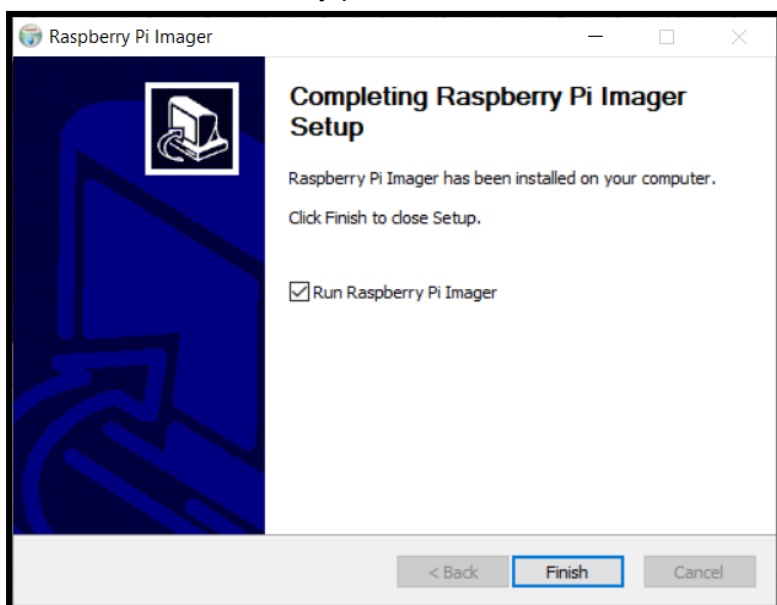 Raspberry Pi Imager
Completing Raspberry Pi Imager
Setup
Raspberry Pi Imager has been installed on your computer.
Click Finish to close Setup.
Run Raspberry Pi Imager
< Back
Finish
Cancel